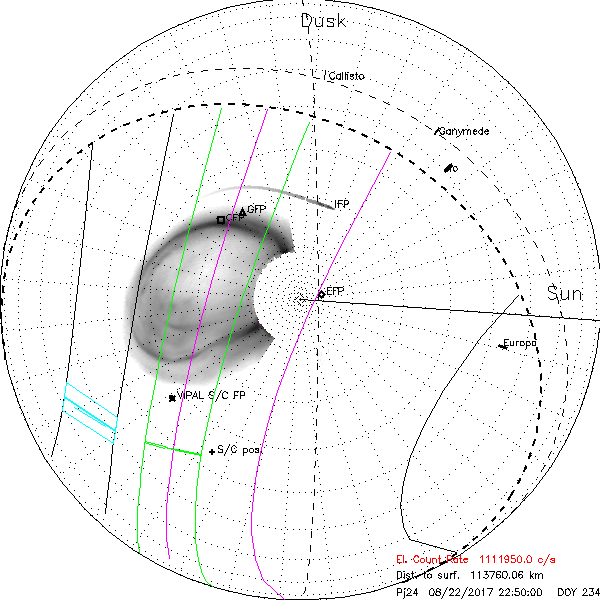 Dusk
Callisto
Ganymede
Io
IFP
GFP
CFP
Sun
EFP
Europa
VIPAL S/C FP
S/C pos.
El. Count Rate 1111950.0 c/s
Dist. to surf. 113760.06 km
Pj24 08/22/2017 22:50:00 DOY 234